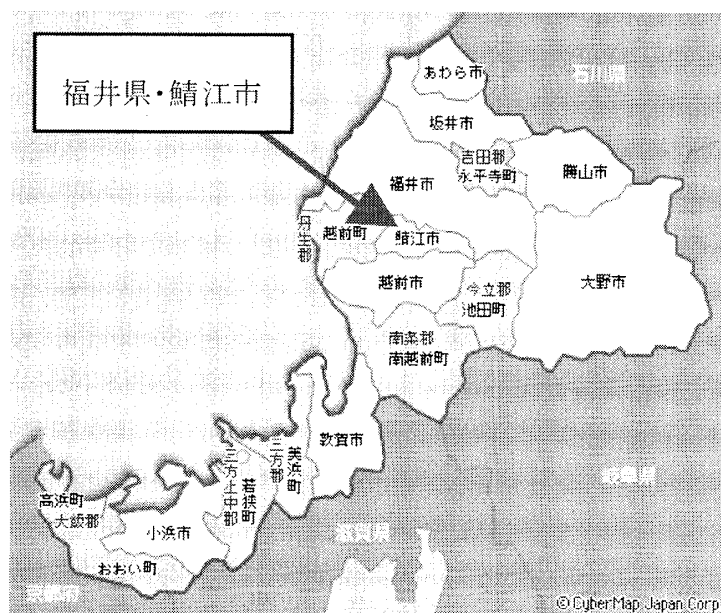 福井県・鯖江市
あわら市
石川県
坂井市
吉田郡
永平寺町
勝山市
福井市
丹生郡
越前町
鯖江市
越前市
今立郡
池田町
大野市
南条郡
南越前町
敦賀市
美浜町
三方郡
若狭町
三方上中郡
高浜町
大飯郡
小浜市
おおい町
岐阜県
滋賀県
京都府
© CyberMap Japan Corp